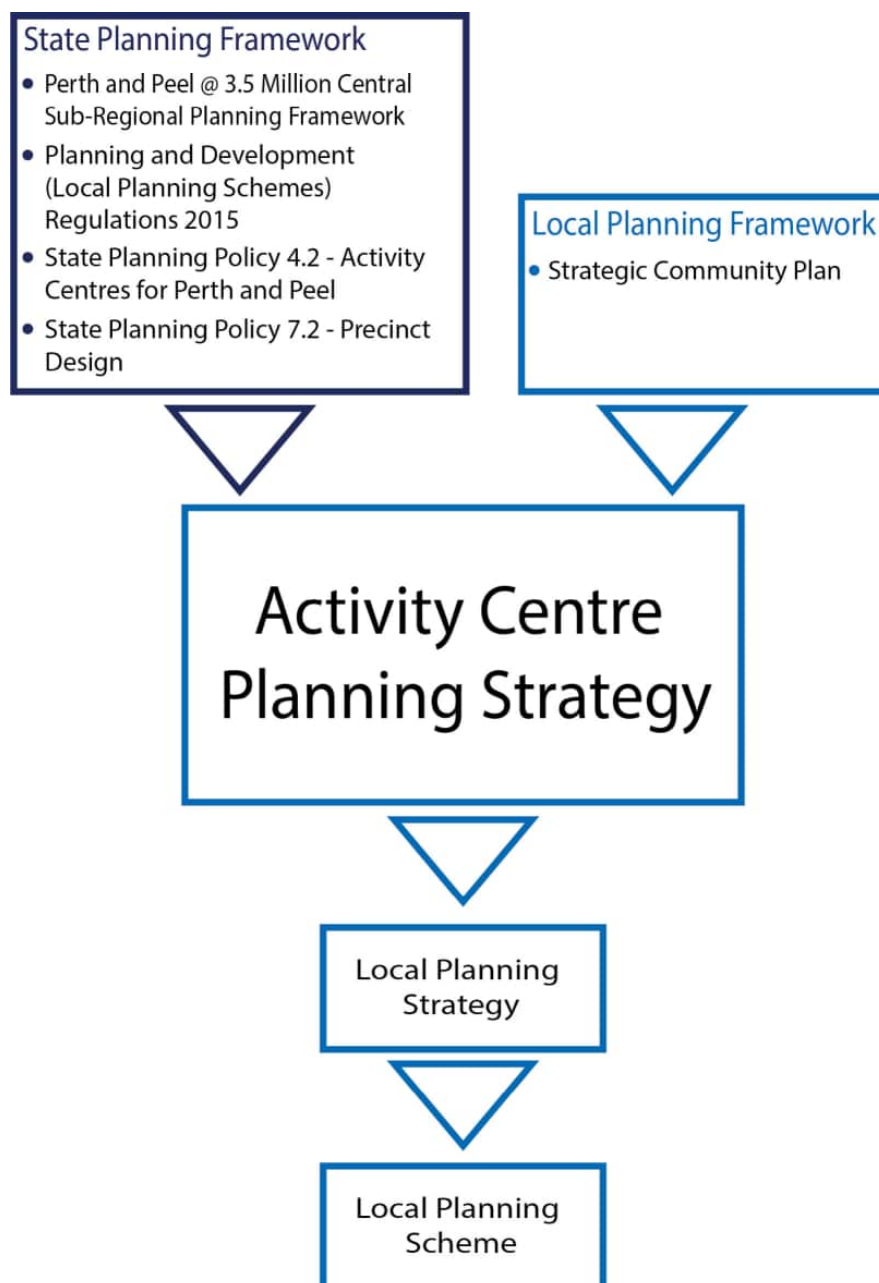 State Planning Framework
• Perth and Peel @ 3.5 Million Central
Sub-Regional Planning Framework
• Planning and Development
(Local Planning Schemes)
Regulations 2015
• State Planning Policy 4.2 - Activity
Centres for Perth and Peel
• State Planning Policy 7.2 - Precinct
Design
Local Planning Framework
• Strategic Community Plan
Activity Centre
Planning Strategy
Local Planning
Strategy
Local Planning
Scheme